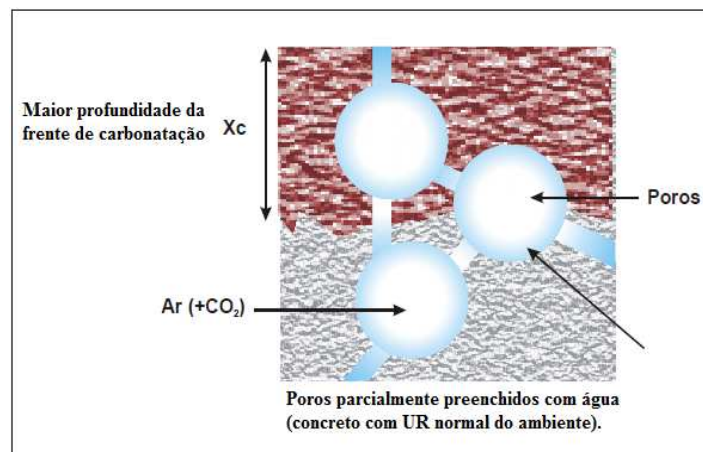 Maior profundidade da
frente de carbonatação
Xc
Poros
Ar (+CO₂)
Poros parcialmente preenchidos com água
(concreto com UR normal do ambiente).